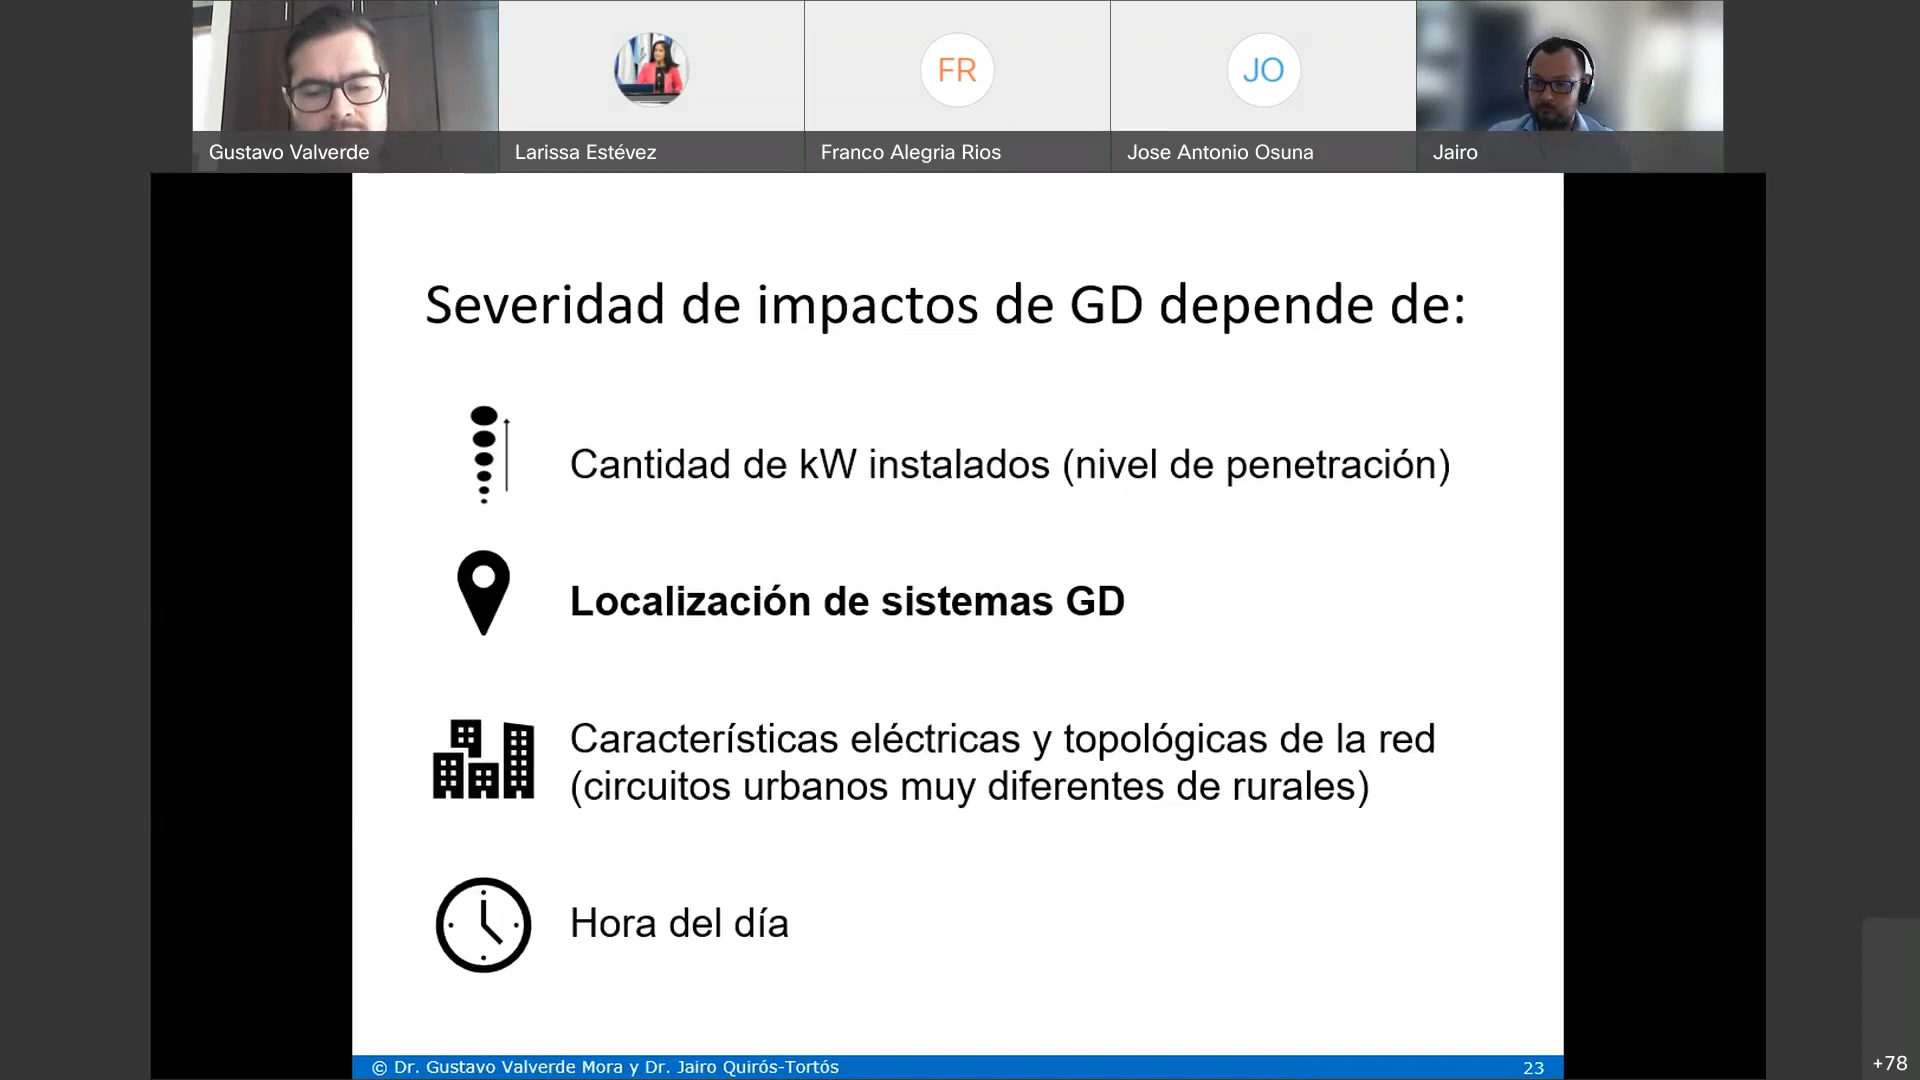 Gustavo Valverde
Larissa Estévez
FR
Franco Alegria Rios
JO
Jose Antonio Osuna
Jairo
Severidad de impactos de GD depende de:
Cantidad de kW instalados (nivel de penetración)
Localización de sistemas GD
Características eléctricas y topológicas de la red
(circuitos urbanos muy diferentes de rurales)
Hora del día
© Dr. Gustavo Valverde Mora y Dr. Jairo Quirós-Tortós
23
+78